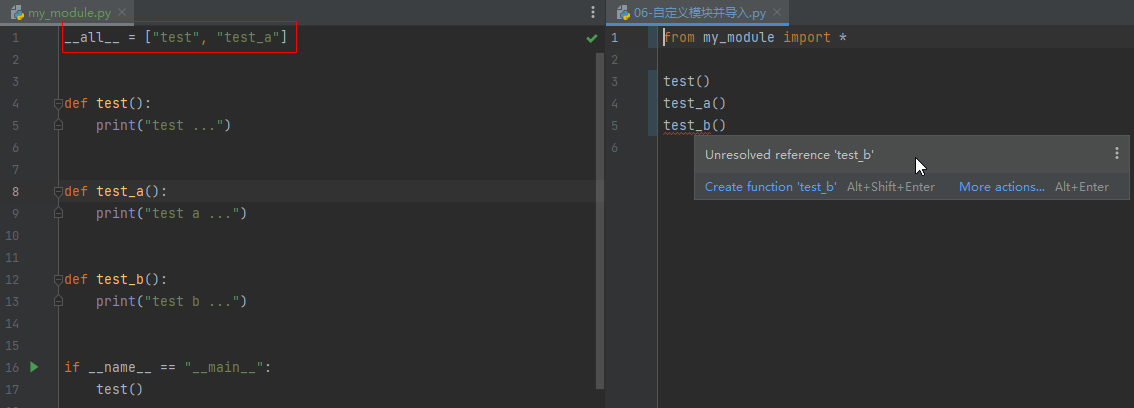 my_module.py
1 __all__ = ["test", "test_a"]
2
3
4 def test():
5 print("test ...")
6
7
8 def test_a():
9 print("test a ...")
10
11
12 def test_b():
13 print("test b ...")
14
15
16 if __name__ == "__main__":
17 test()
06-自定义模块并导入.py
1 from my_module import *
2
3 test()
4 test_a()
5 test_b()
6
Unresolved reference 'test_b'
Create function 'test_b' Alt+Shift+Enter More actions... Alt+Enter